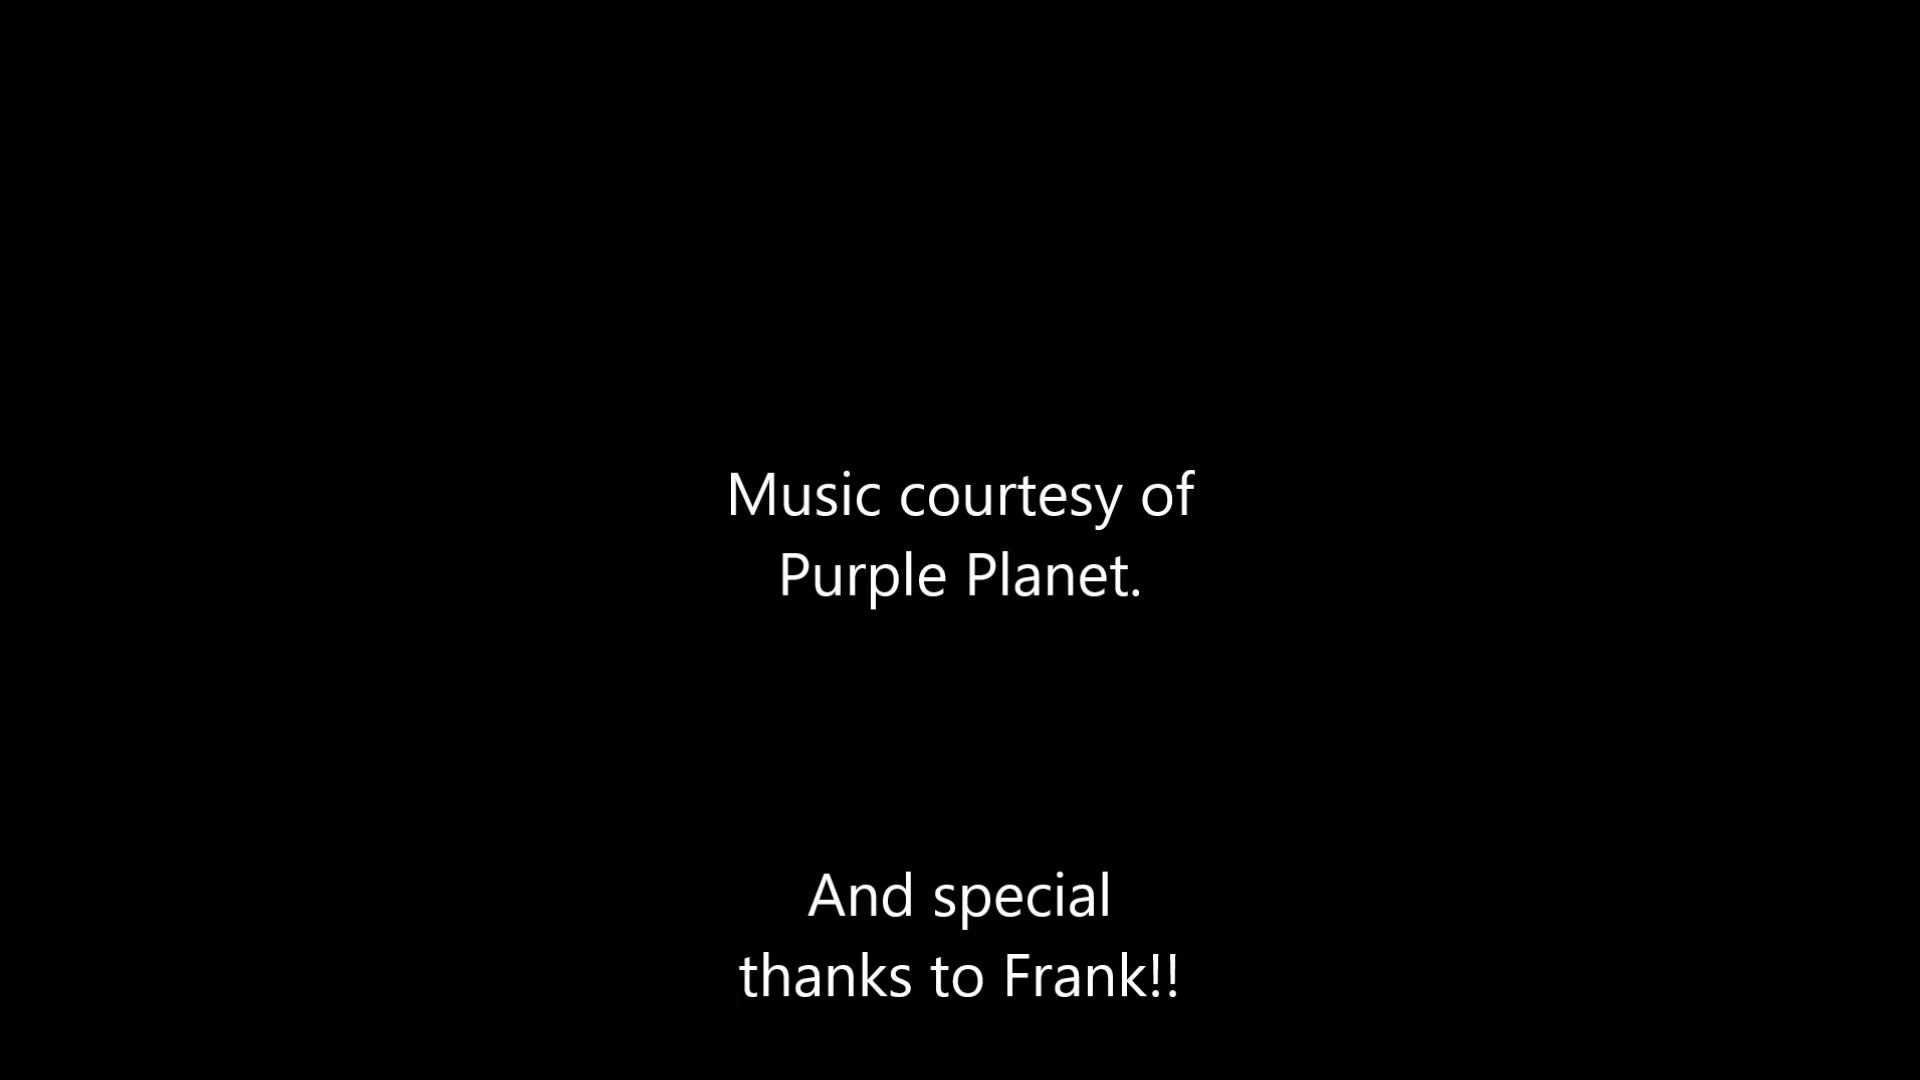 Music courtesy of
Purple Planet.
And special
thanks to Frank!!